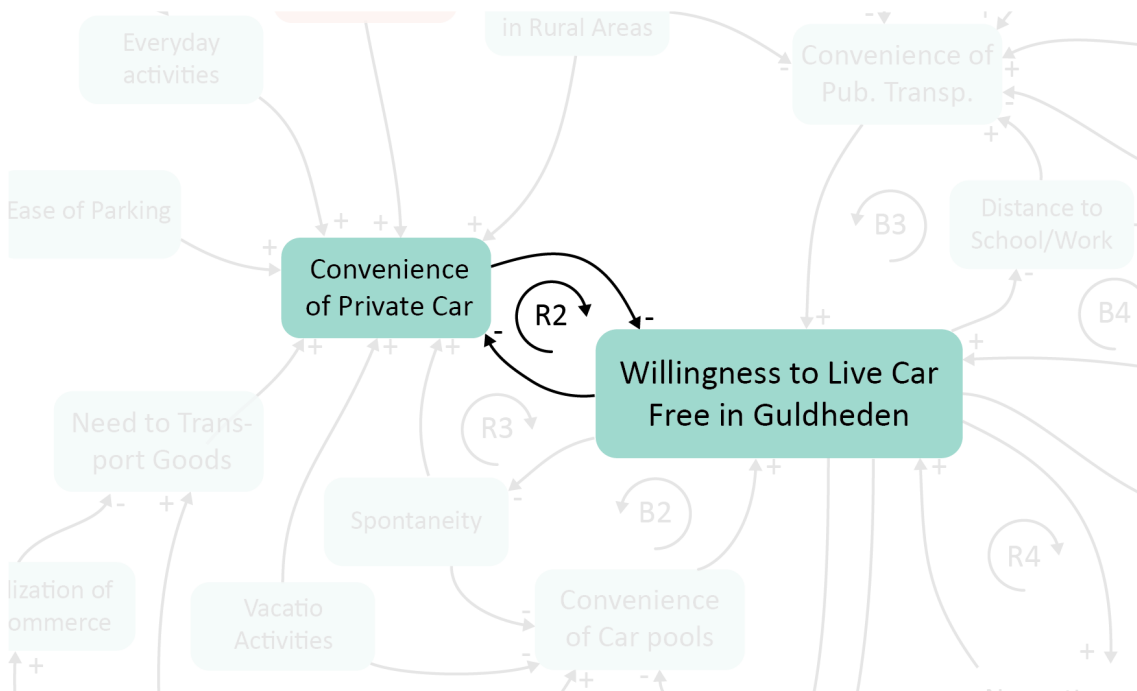 Everyday
activities
in Rural Areas
Convenience of
Pub. Transp.
Ease of Parking
Distance to
School/Work
B3
B4
Convenience
of Private Car
R2
Willingness to Live Car
Free in Guldheden
Need to Trans-
port Goods
R3
Spontaneity
B2
R4
lization of
ommerce
Vacatio
Activities
Convenience
of Car pools